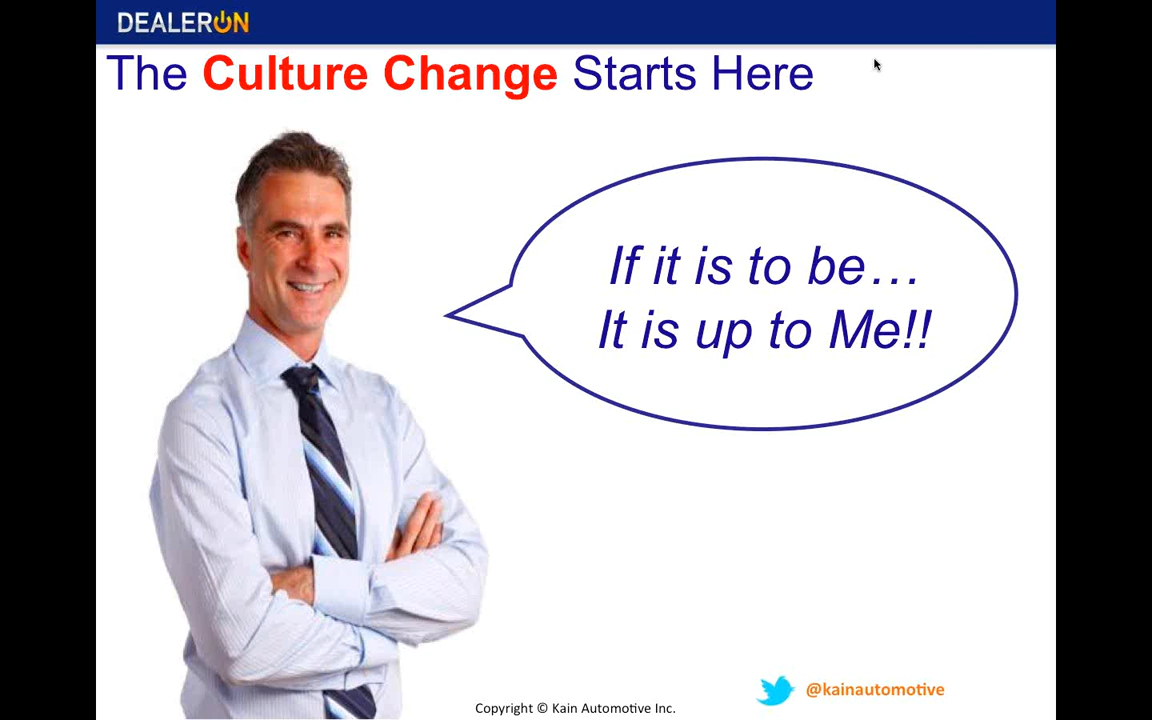 DEALERON
The Culture Change Starts Here
If it is to be…
It is up to Me!!
@kainautomotive
Copyright © Kain Automotive Inc.